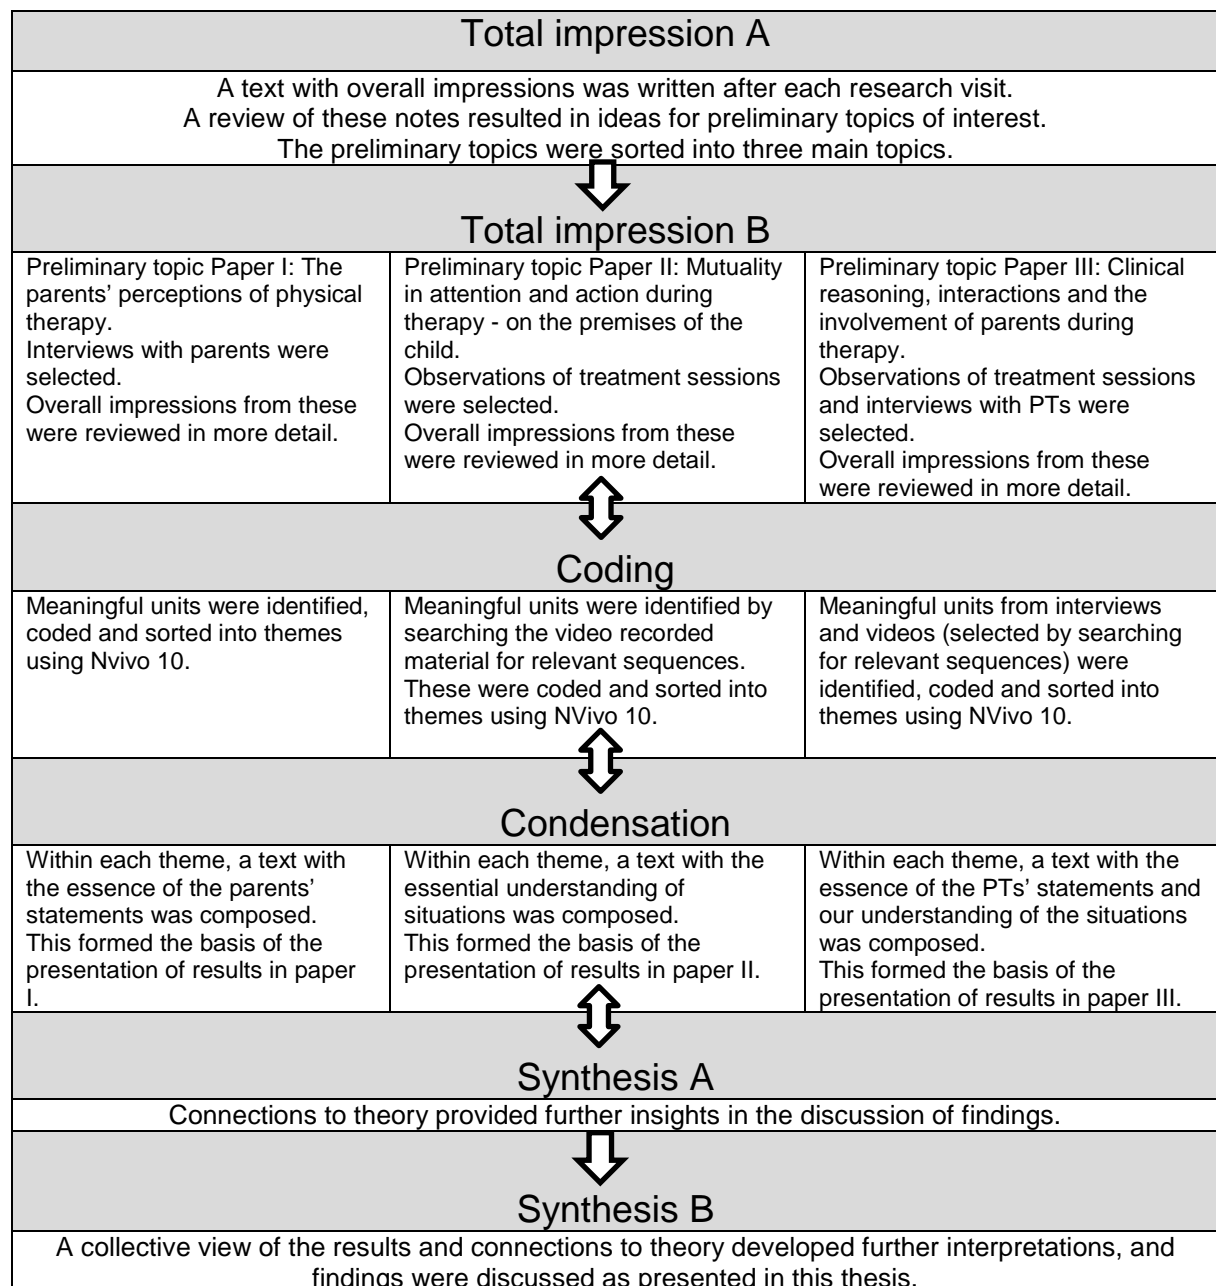 Total impression A
A text with overall impressions was written after each research visit.
A review of these notes resulted in ideas for preliminary topics of interest.
The preliminary topics were sorted into three main topics.
Total impression B
Preliminary topic Paper I: The
parents’ perceptions of physical
therapy.
Interviews with parents were
selected.
Overall impressions from these
were reviewed in more detail.
Preliminary topic Paper II: Mutuality
in attention and action during
therapy - on the premises of the
child.
Observations of treatment sessions
were selected.
Overall impressions from these
were reviewed in more detail.
Preliminary topic Paper III: Clinical
reasoning, interactions and the
involvement of parents during
therapy.
Observations of treatment sessions
and interviews with PTs were
selected.
Overall impressions from these
were reviewed in more detail.
Coding
Meaningful units were identified,
coded and sorted into themes
using Nvivo 10.
Meaningful units were identified by
searching the video recorded
material for relevant sequences.
These were coded and sorted into
themes using NVivo 10.
Meaningful units from interviews
and videos (selected by searching
for relevant sequences) were
identified, coded and sorted into
themes using NVivo 10.
Condensation
Within each theme, a text with
the essence of the parents’
statements was composed.
This formed the basis of the
presentation of results in paper
I.
Within each theme, a text with the
essential understanding of
situations was composed.
This formed the basis of the
presentation of results in paper II.
Within each theme, a text with the
essence of the PTs’ statements and
our understanding of the situations
was composed.
This formed the basis of the
presentation of results in paper III.
Synthesis A
Connections to theory provided further insights in the discussion of findings.
Synthesis B
A collective view of the results and connections to theory developed further interpretations, and
findings were discussed as presented in this thesis.